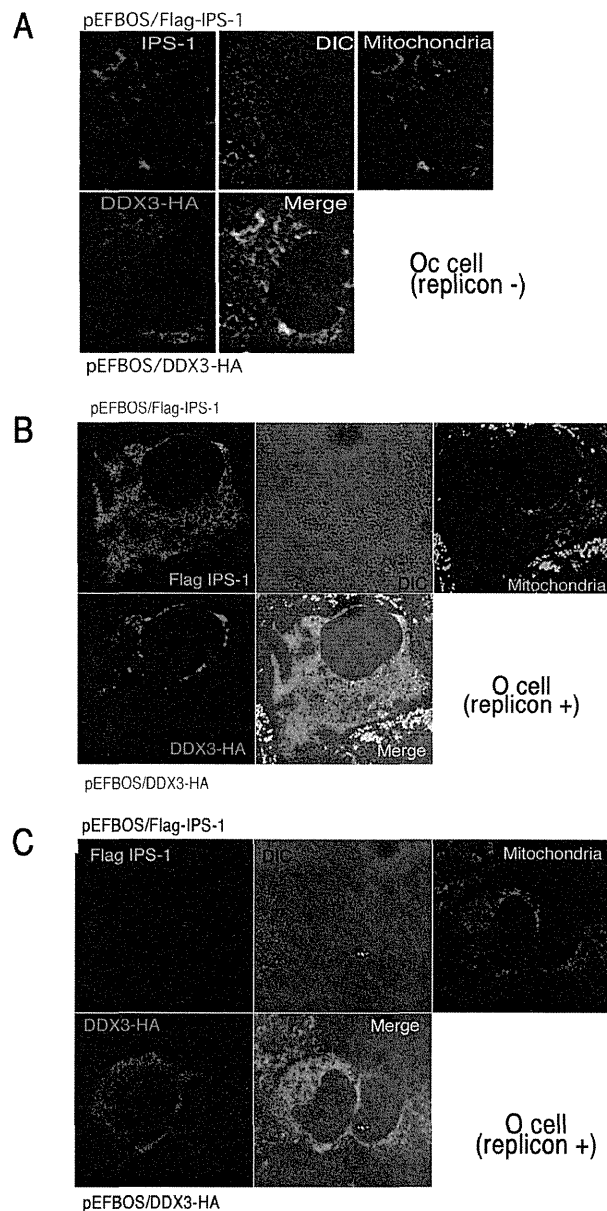 A
pEFBOS/Flag-IPS-1
IPS-1
DIC
Mitochondria
DDX3-HA
Merge
Oc cell
(replicon -)
pEFBOS/DDX3-HA
B
pEFBOS/Flag-IPS-1
Flag IPS-1
DIC
Mitochondria
DDX3-HA
Merge
O cell
(replicon +)
pEFBOS/DDX3-HA
C
pEFBOS/Flag-IPS-1
Flag IPS-1
DIC
Mitochondria
DDX3-HA
Merge
O cell
(replicon +)
pEFBOS/DDX3-HA